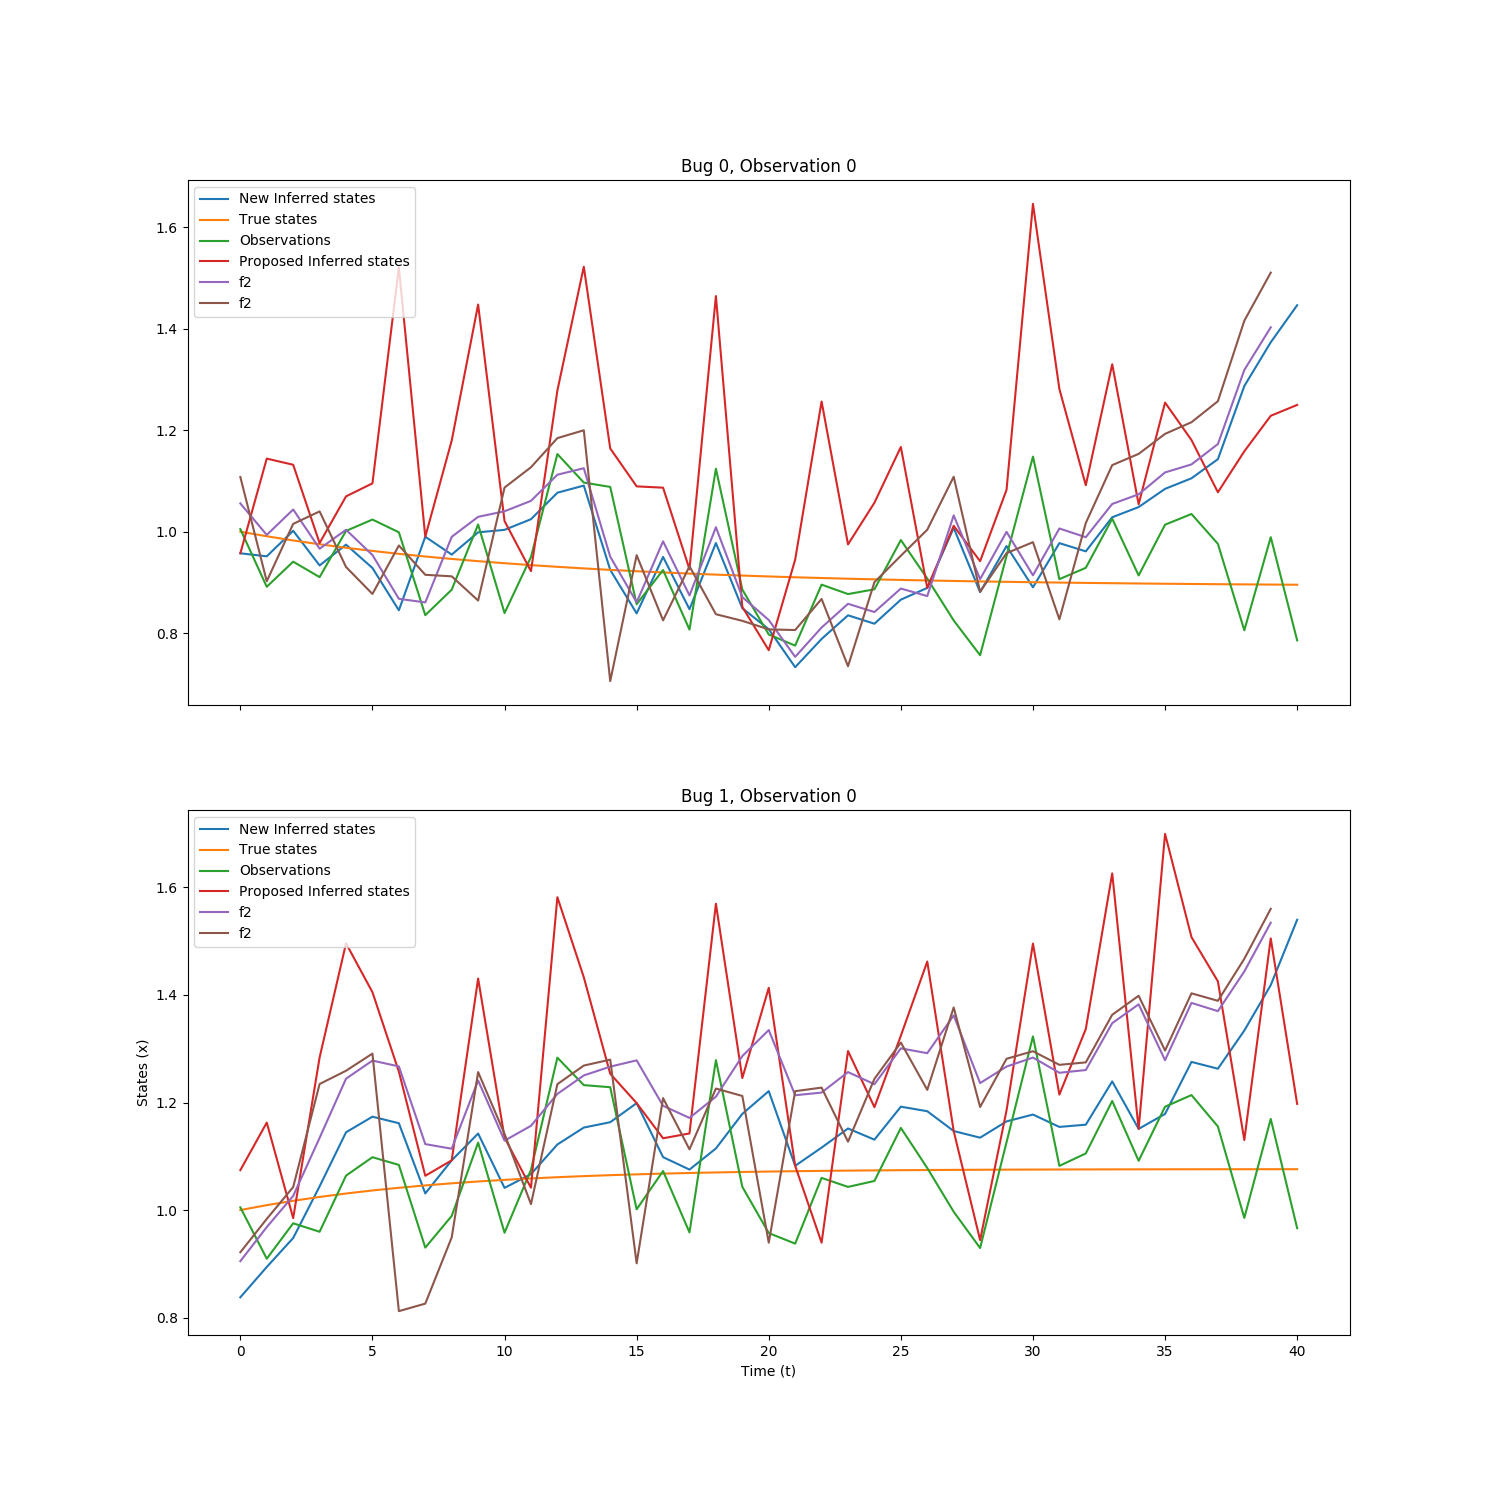 Bug 0, Observation 0
New Inferred states
True states
Observations
Proposed Inferred states
f2
f2
1.6
1.4
1.2
1.0
0.8
Bug 1, Observation 0
New Inferred states
True states
Observations
Proposed Inferred states
f2
f2
1.6
1.4
1.2
1.0
0.8
States (x)
0 5 10 15 20 25 30 35 40
Time (t)